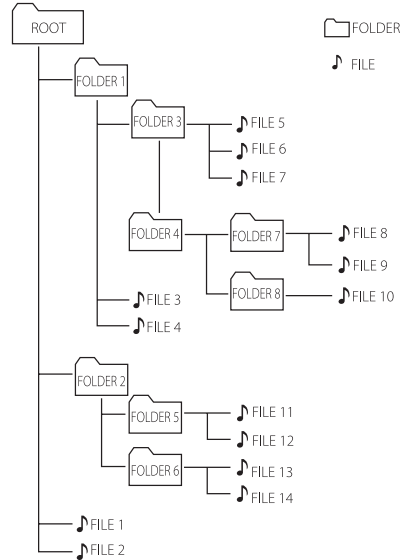 ROOT
FOLDER
FILE
FOLDER 1
FOLDER 3
FILE 5
FILE 6
FILE 7
FOLDER 4
FOLDER 7
FILE 8
FILE 9
FOLDER 8
FILE 10
FILE 3
FILE 4
FOLDER 2
FOLDER 5
FILE 11
FILE 12
FOLDER 6
FILE 13
FILE 14
FILE 1
FILE 2